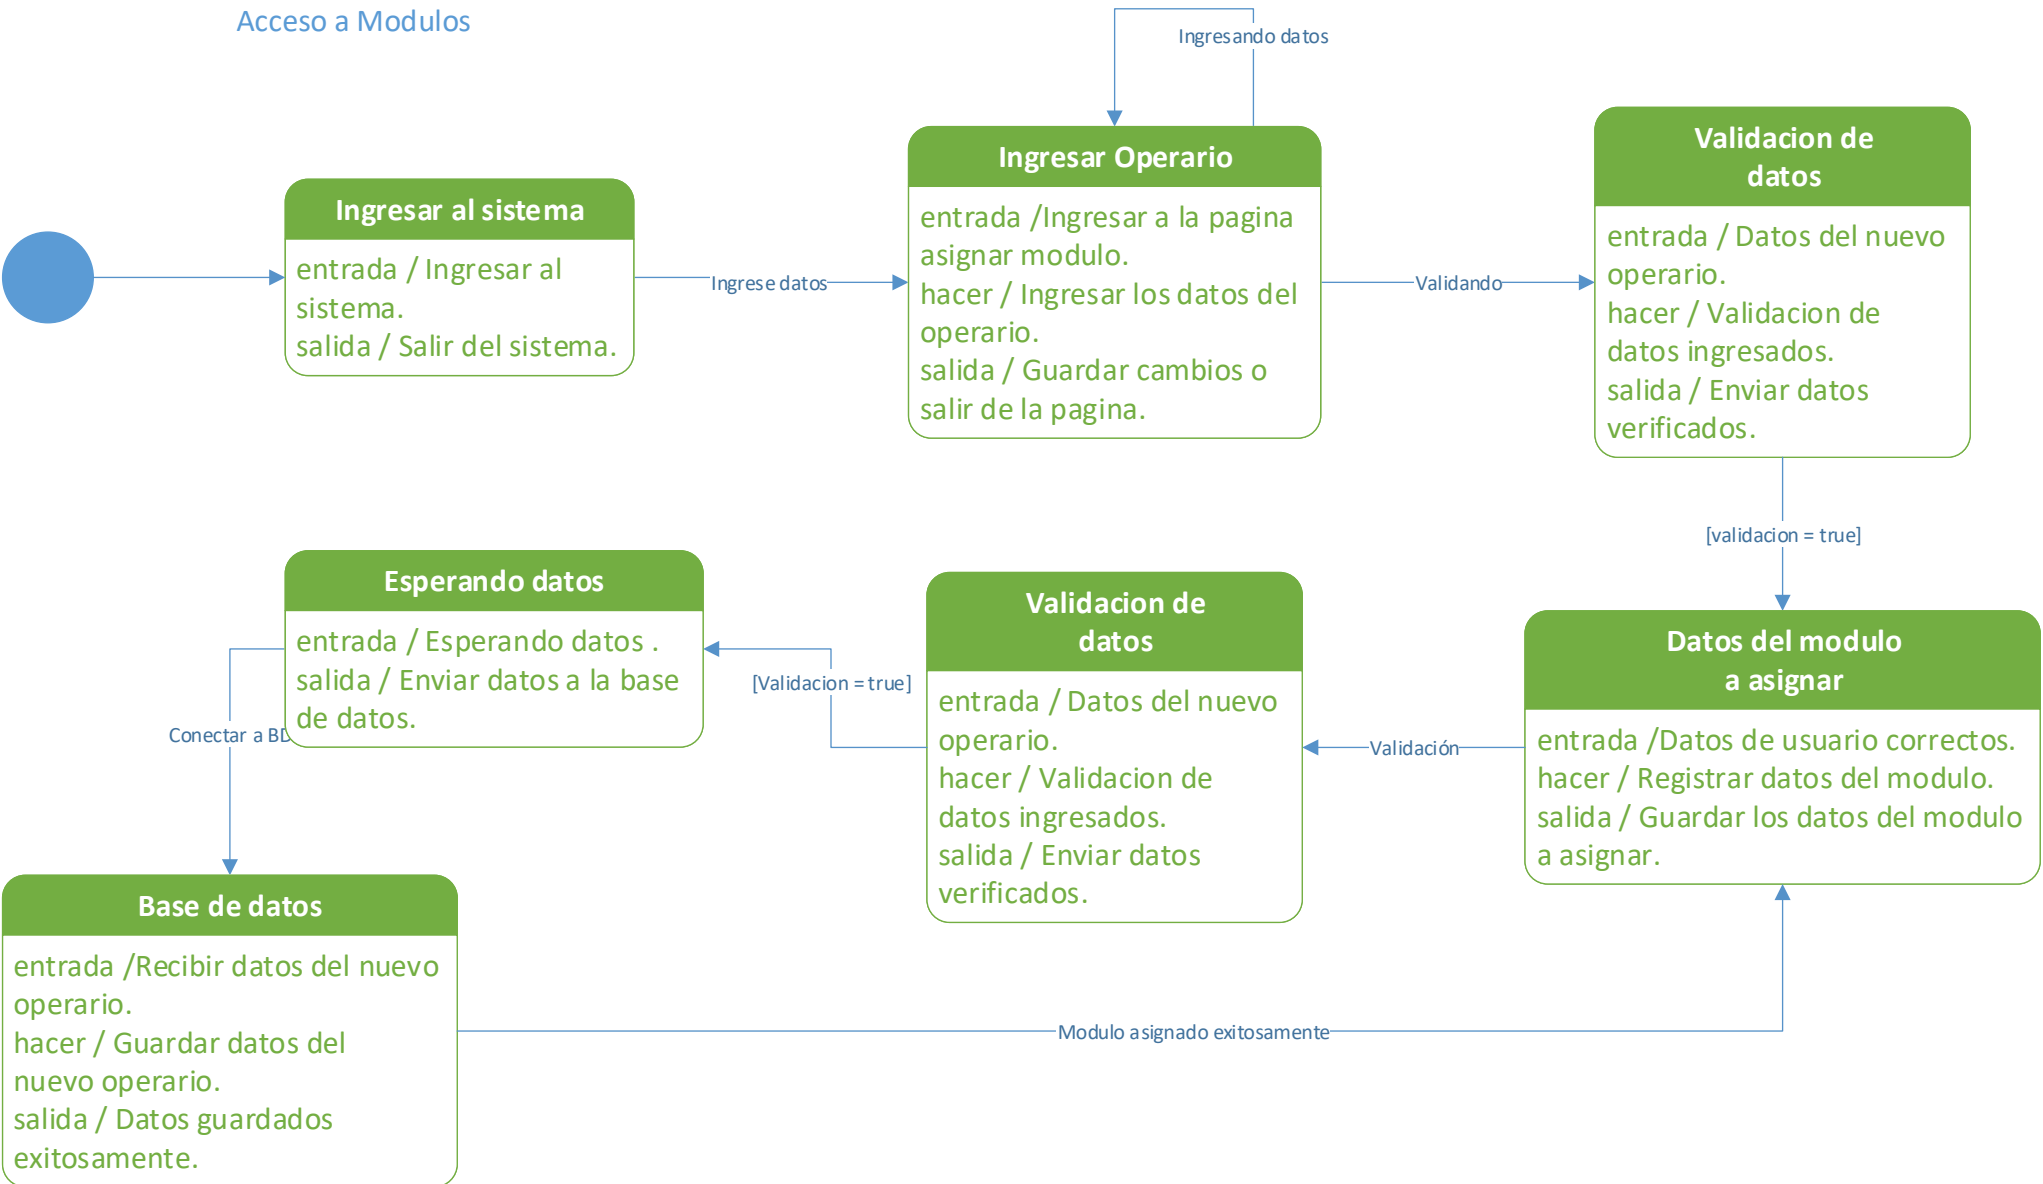 Acceso a Modulos
Ingresando datos
Ingresar al sistema
entrada / Ingresar al
sistema.
salida / Salir del sistema.
Ingrese datos
Ingresar Operario
entrada /Ingresar a la pagina
asignar modulo.
hacer / Ingresar los datos del
operario.
salida / Guardar cambios o
salir de la pagina.
Validando
Validacion de
datos
entrada / Datos del nuevo
operario.
hacer / Validacion de
datos ingresados.
salida / Enviar datos
verificados.
[validacion = true]
Datos del modulo
a asignar
entrada /Datos de usuario correctos.
hacer / Registrar datos del modulo.
salida / Guardar los datos del modulo
a asignar.
Validación
Validacion de
datos
entrada / Datos del nuevo
operario.
hacer / Validacion de
datos ingresados.
salida / Enviar datos
verificados.
[Validacion = true]
Esperando datos
entrada / Esperando datos .
salida / Enviar datos a la base
de datos.
Conectar a BD
Base de datos
entrada /Recibir datos del nuevo
operario.
hacer / Guardar datos del
nuevo operario.
salida / Datos guardados
exitosamente.
Modulo asignado exitosamente